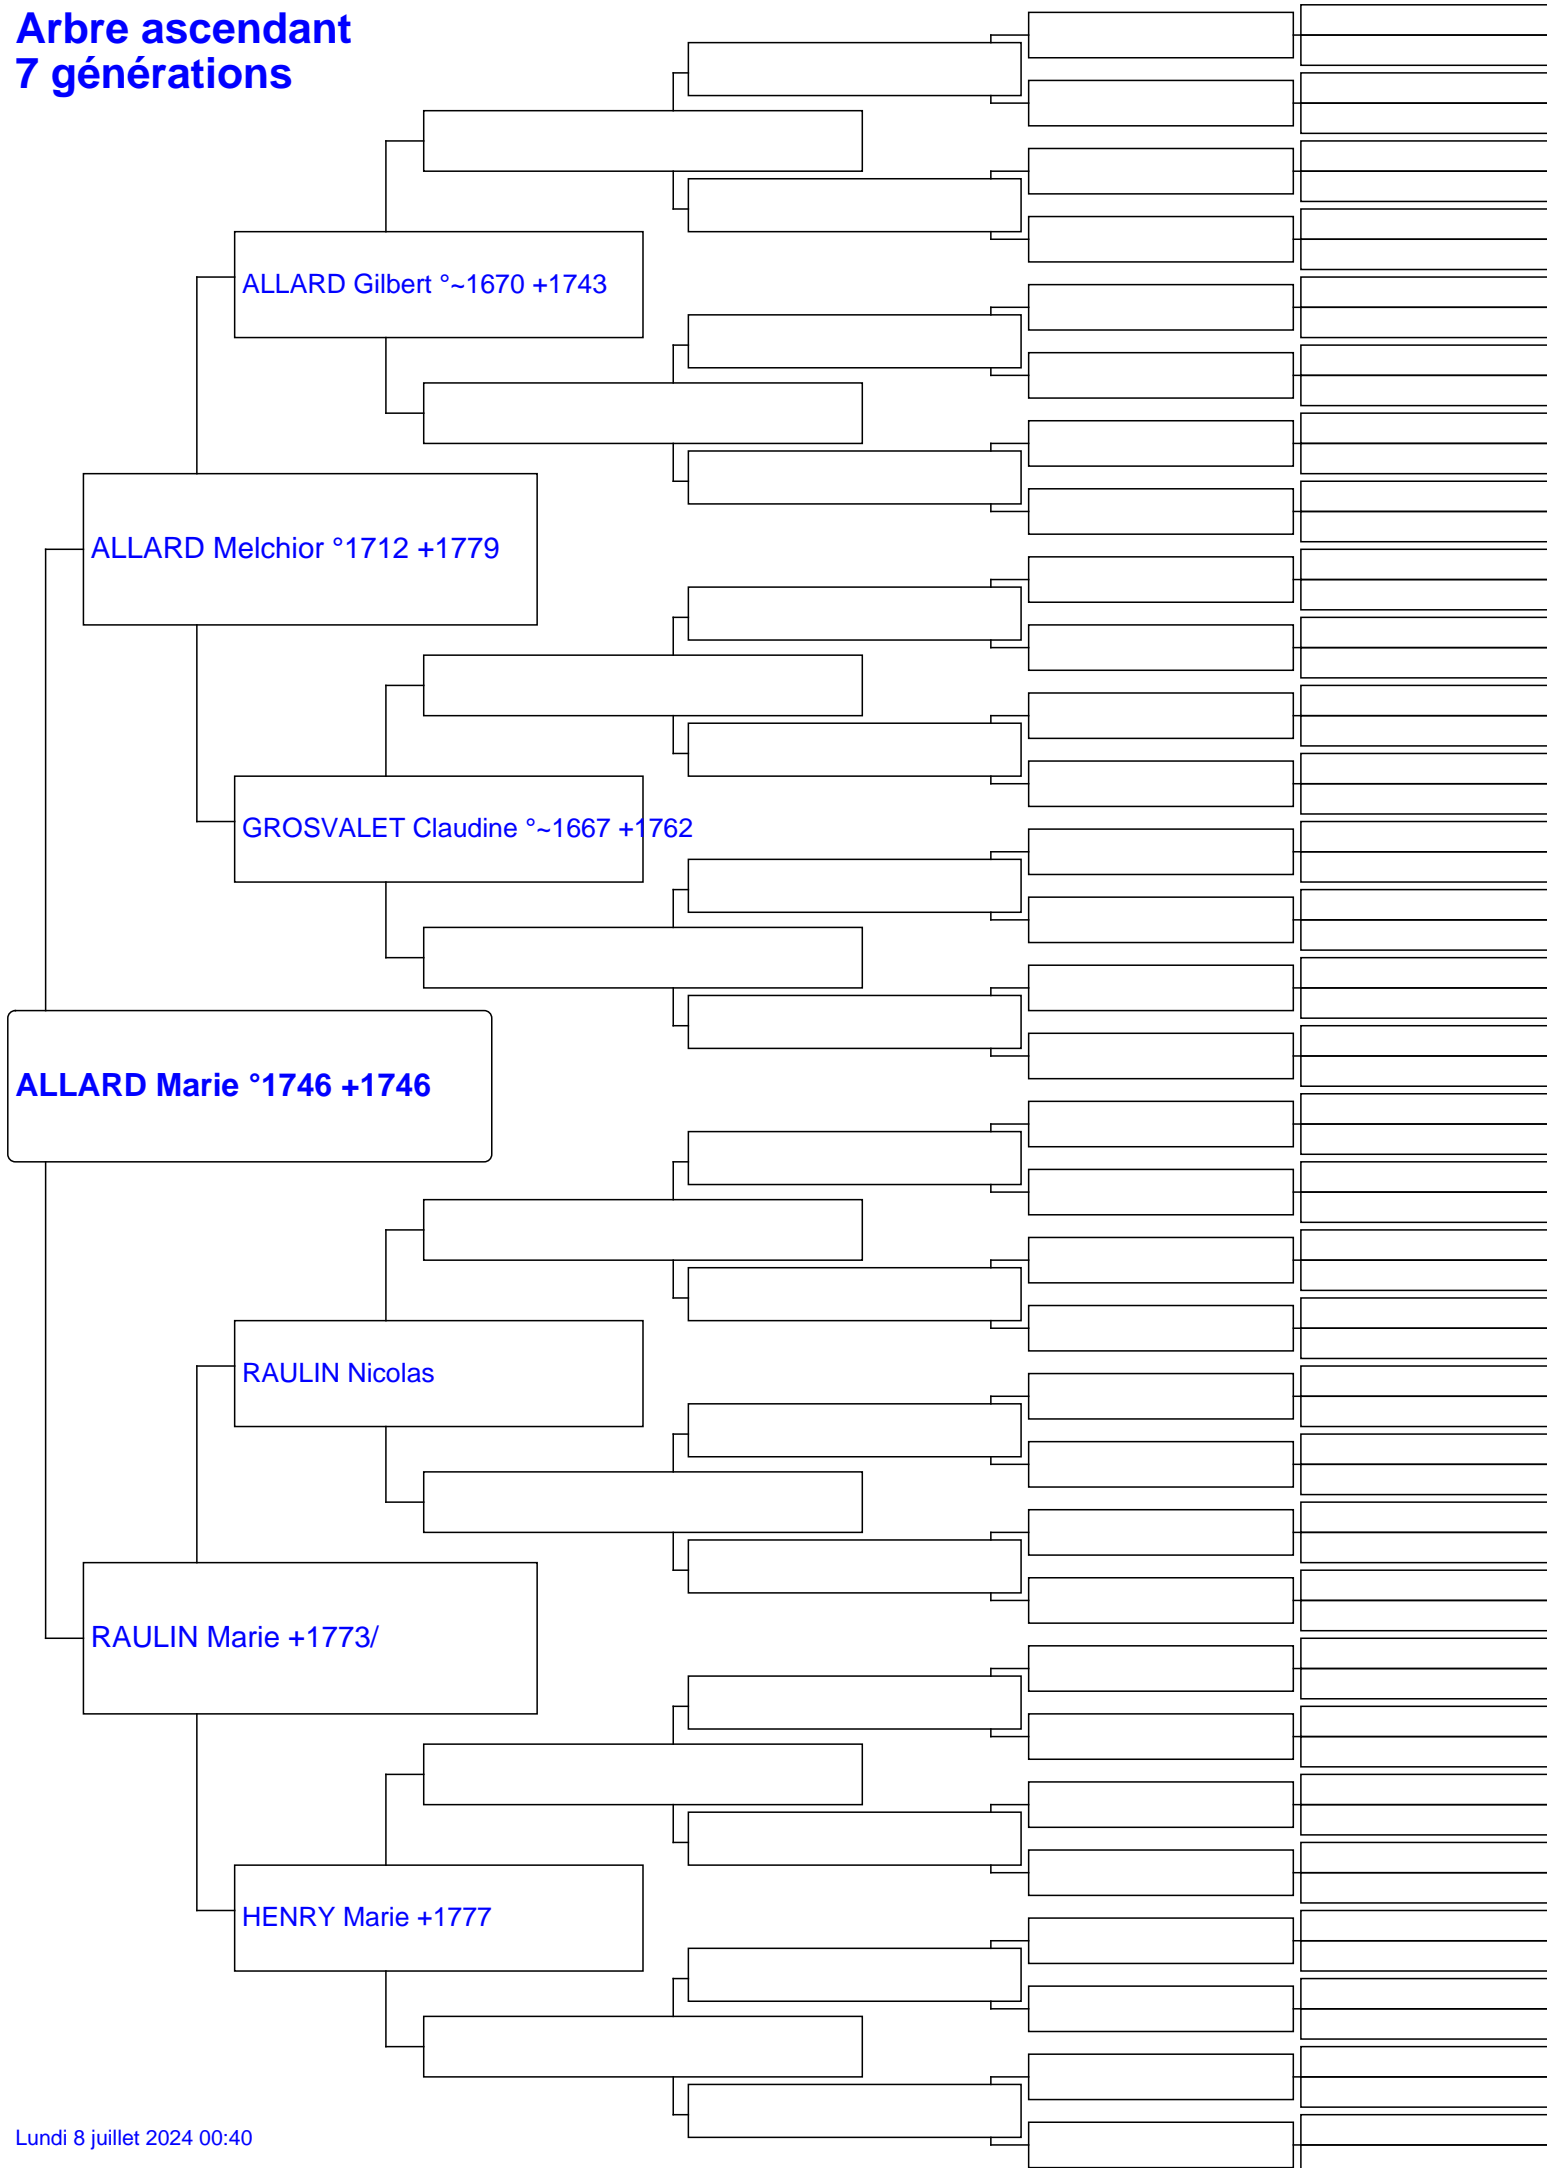 Arbre ascendant
7 générations
ALLARD Gilbert °~1670 +1743
ALLARD Melchior °1712 +1779
GROSVALET Claudine °~1667 +1762
ALLARD Marie °1746 +1746
RAULIN Nicolas
RAULIN Marie +1773/
HENRY Marie +1777
Lundi 8 juillet 2024 00:40